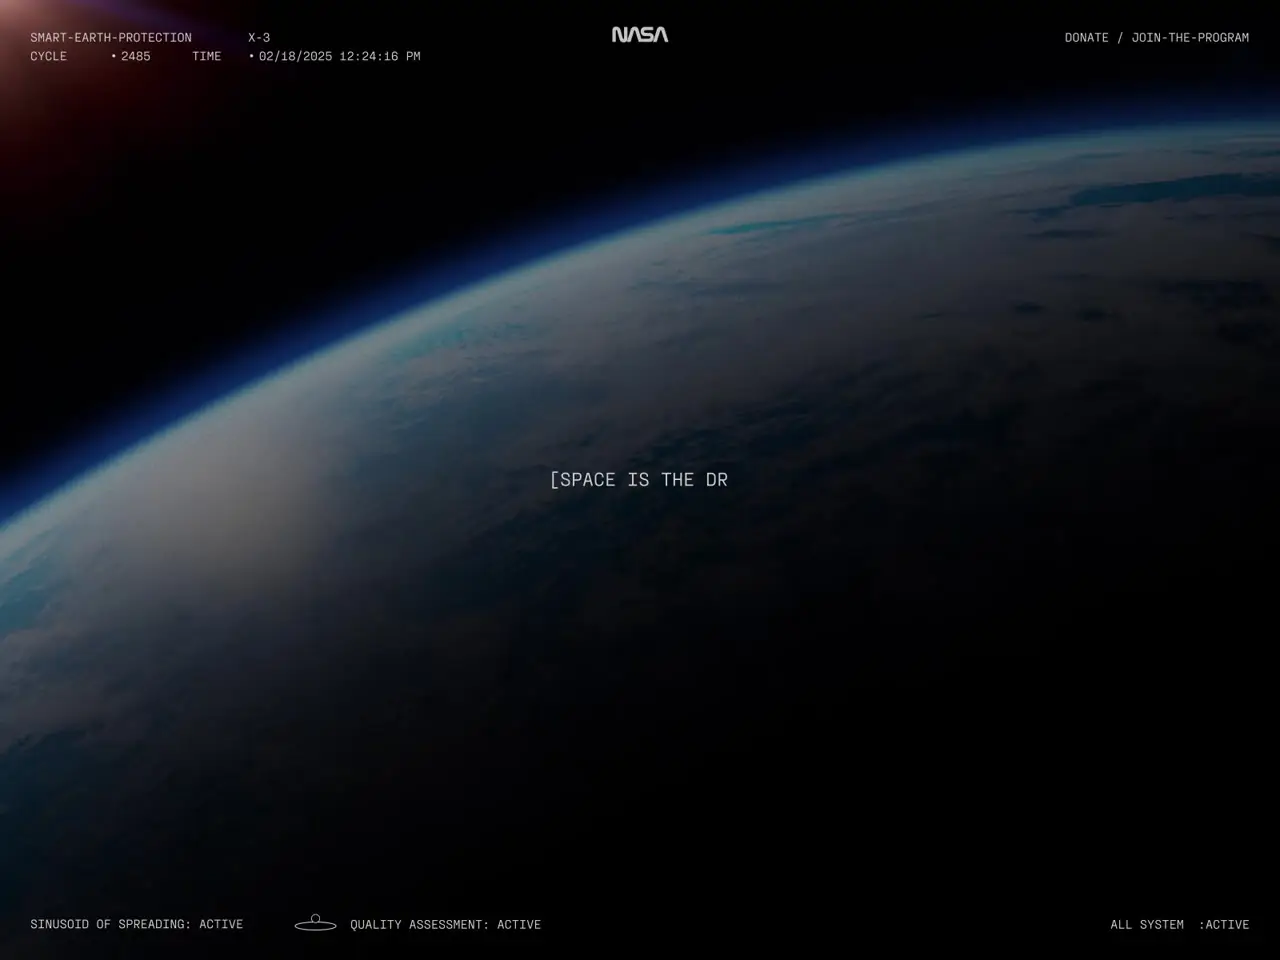 SMART-EARTH-PROTECTION X-3
CYCLE • 2485 TIME • 02/18/2025 12:24:16 PM
NASA
DONATE / JOIN-THE-PROGRAM
[SPACE IS THE DR
SINUSOID OF SPREADING: ACTIVE
QUALITY ASSESSMENT: ACTIVE
ALL SYSTEM :ACTIVE